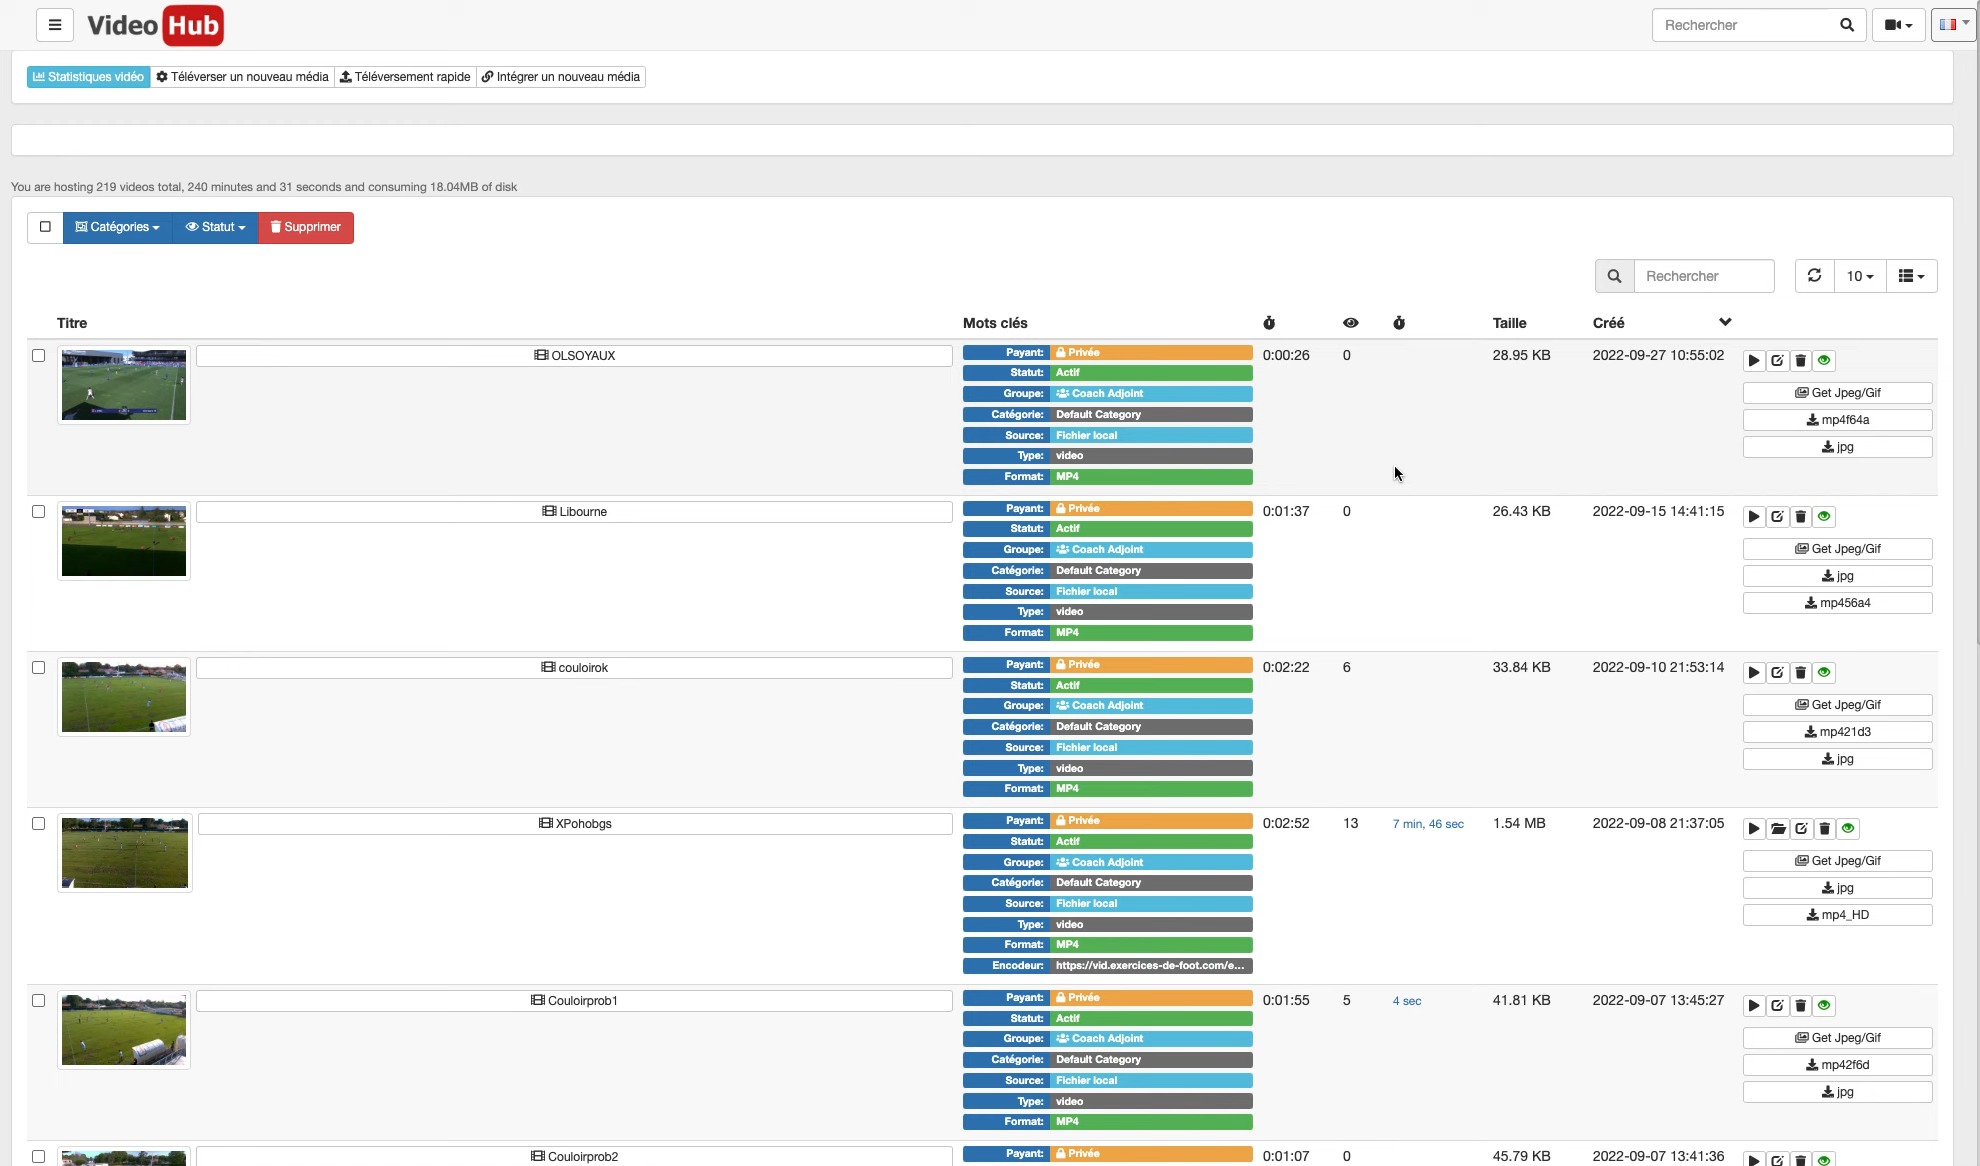 Video Hub
Rechercher
Statistiques vidéo Téléverser un nouveau média Téléversement rapide Intégrer un nouveau média
You are hosting 219 videos total, 240 minutes and 31 seconds and consuming 18.04MB of disk
Catégories Statut Supprimer
Rechercher 10
Titre Mots clés Taille Créé
OLSOYAUX
Payant: Privée
Statut: Actif
Groupe: Coach Adjoint
Catégorie: Default Category
Source: Fichier local
Type: video
Format: MP4
0:00:26 0 28.95 KB 2022-09-27 10:55:02
Get Jpeg/Gif
mp4f64a
jpg
Libourne
Payant: Privée
Statut: Actif
Groupe: Coach Adjoint
Catégorie: Default Category
Source: Fichier local
Type: video
Format: MP4
0:01:37 0 26.43 KB 2022-09-15 14:41:15
Get Jpeg/Gif
jpg
mp456a4
couloirok
Payant: Privée
Statut: Actif
Groupe: Coach Adjoint
Catégorie: Default Category
Source: Fichier local
Type: video
Format: MP4
0:02:22 6 33.84 KB 2022-09-10 21:53:14
Get Jpeg/Gif
mp421d3
jpg
XPohobgs
Payant: Privée
Statut: Actif
Groupe: Coach Adjoint
Catégorie: Default Category
Source: Fichier local
Type: video
Format: MP4
Encodeur: https://vid.exercices-de-foot.com/e...
0:02:52 13 7 min, 46 sec 1.54 MB 2022-09-08 21:37:05
Get Jpeg/Gif
jpg
mp4_HD
Couloirprob1
Payant: Privée
Statut: Actif
Groupe: Coach Adjoint
Catégorie: Default Category
Source: Fichier local
Type: video
Format: MP4
0:01:55 5 4 sec 41.81 KB 2022-09-07 13:45:27
Get Jpeg/Gif
mp42f6d
jpg
Couloirprob2
Payant: Privée
0:01:07 0 45.79 KB 2022-09-07 13:41:36